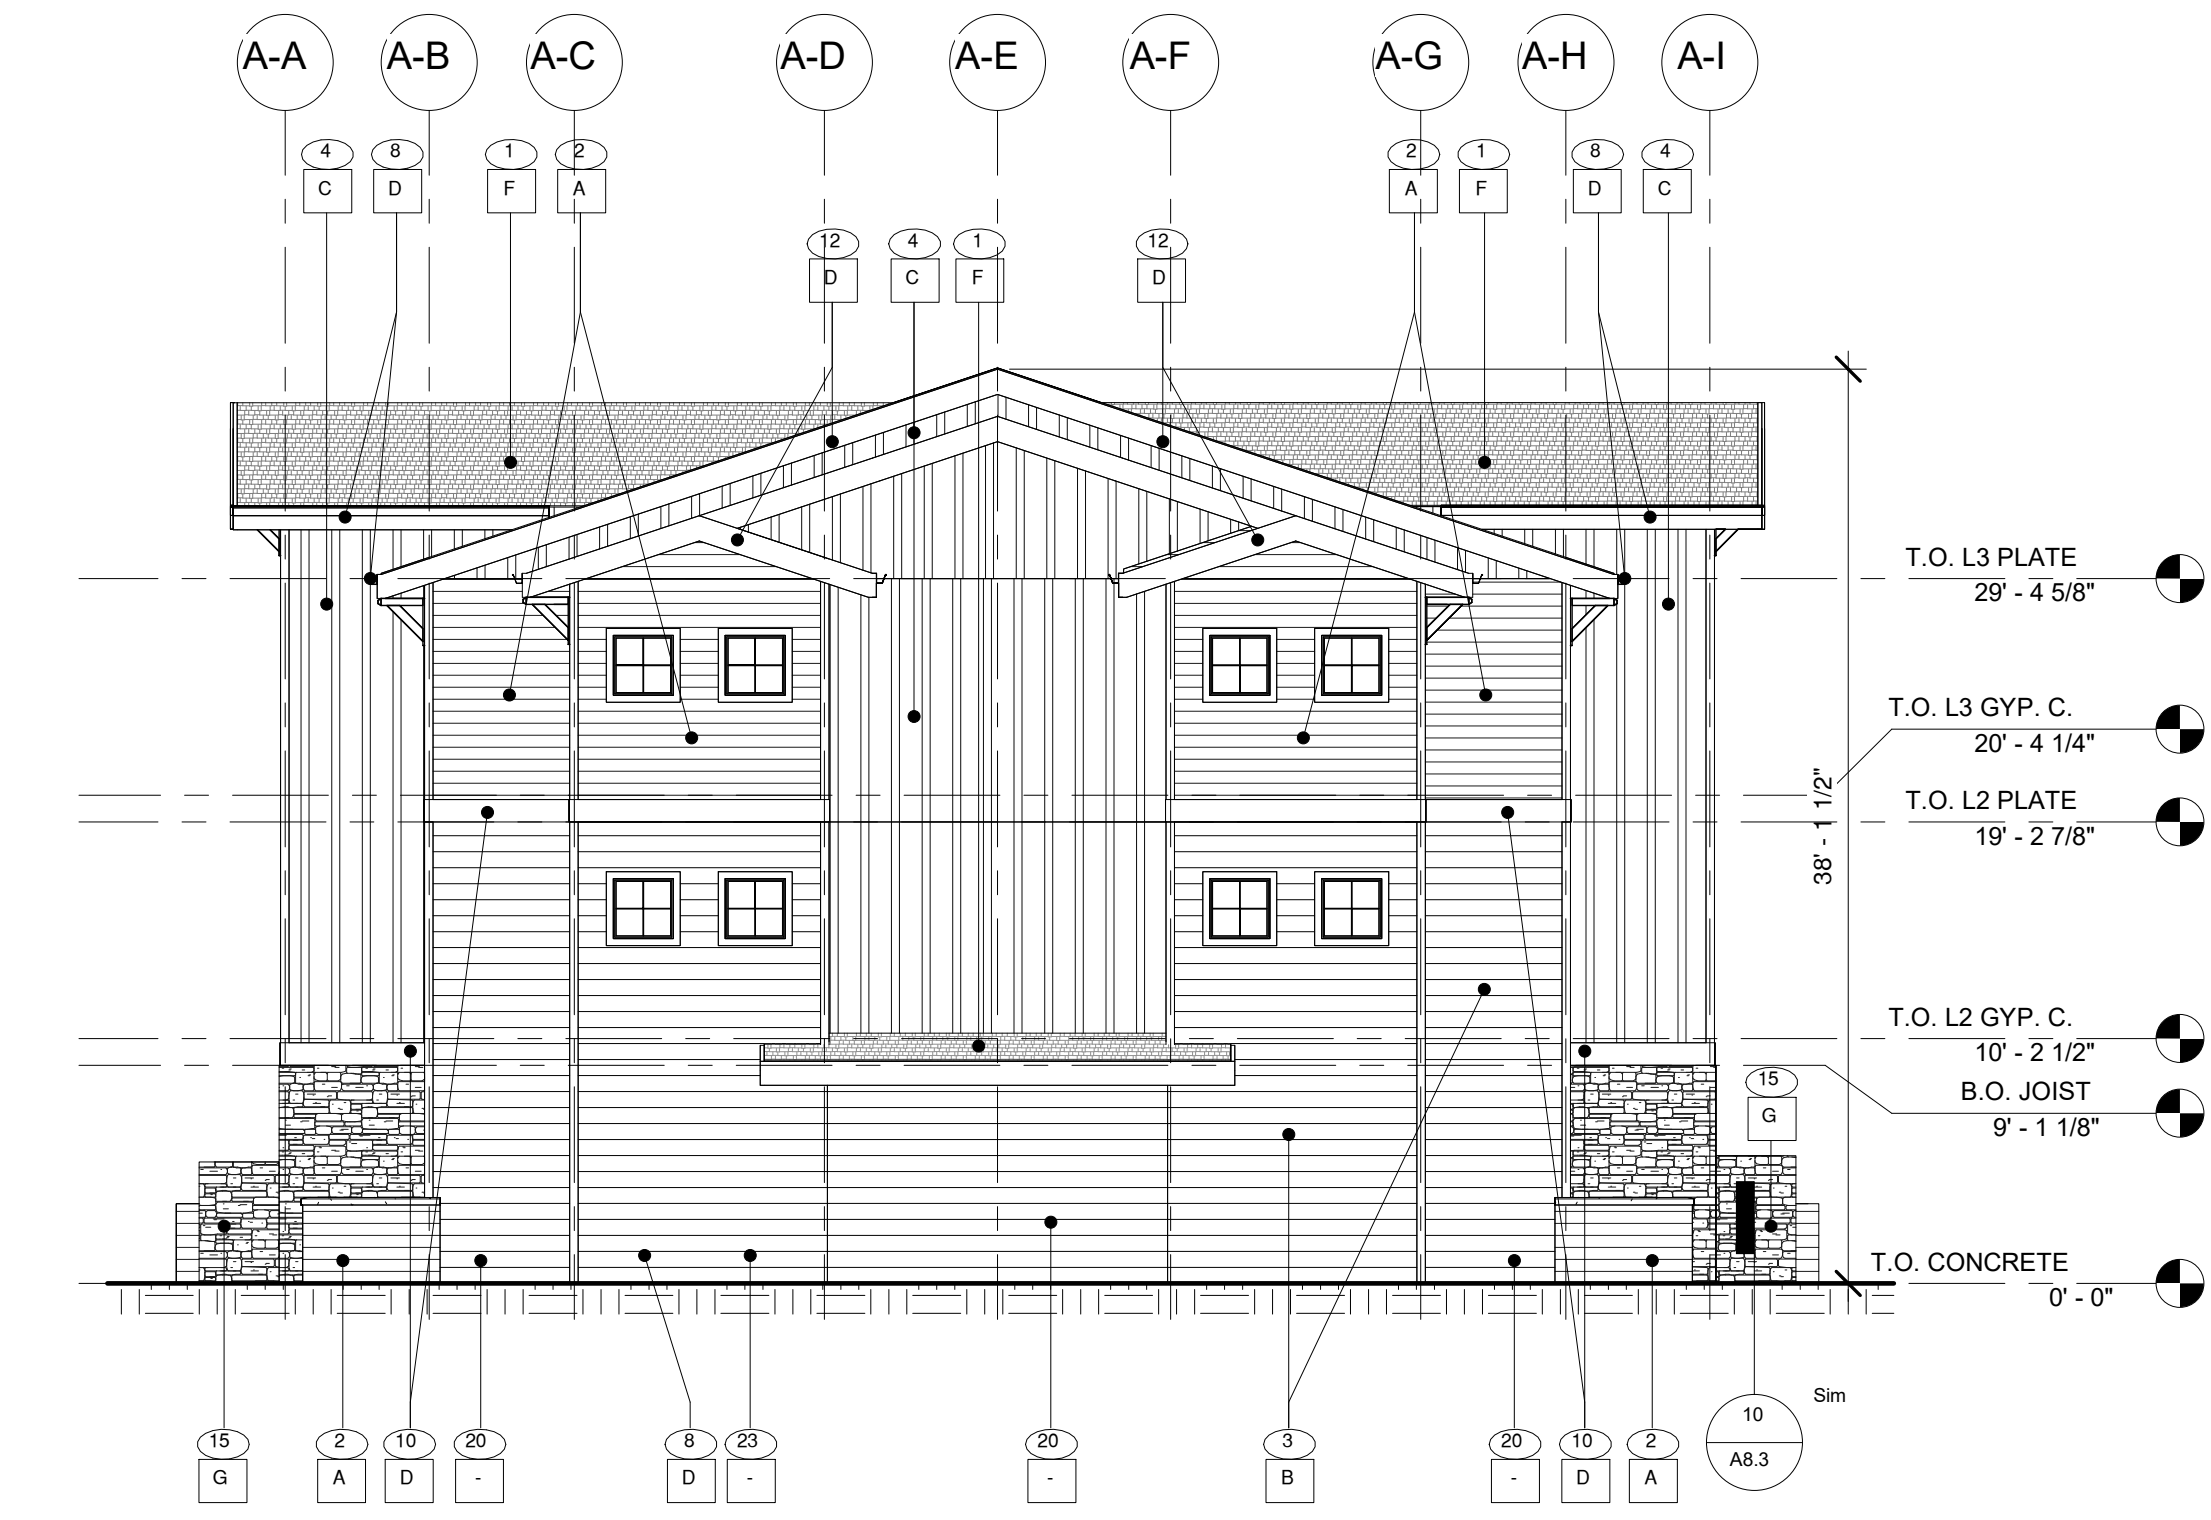 A-A A-B A-C A-D A-E A-F A-G A-H A-I
4 8 1 2 2 1 8 4
C D F A A F D C
12 4 1 12
D C F D
T.O. L3 PLATE
29' - 4 5/8"
T.O. L3 GYP. C.
20' - 4 1/4"
38' - 1 1/2"
T.O. L2 PLATE
19' - 2 7/8"
T.O. L2 GYP. C.
10' - 2 1/2"
15
G
B.O. JOIST
9' - 1 1/8"
T.O. CONCRETE
0' - 0"
Sim
10
A8.3
15 2 10 20 8 23 20 3 20 10 2
G A D - D - - B - D A